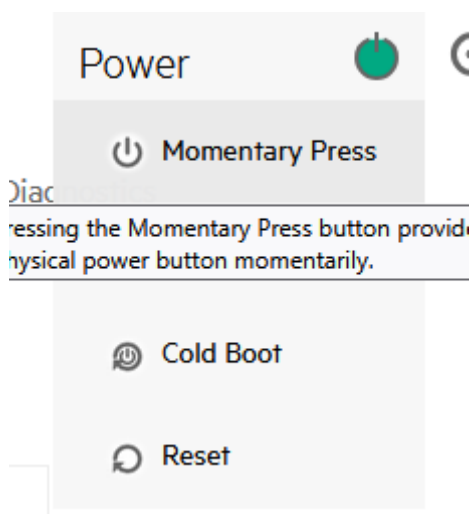 Power
Momentary Press
Diagnostics
ressing the Momentary Press button provide
hysical power button momentarily.
Cold Boot
Reset